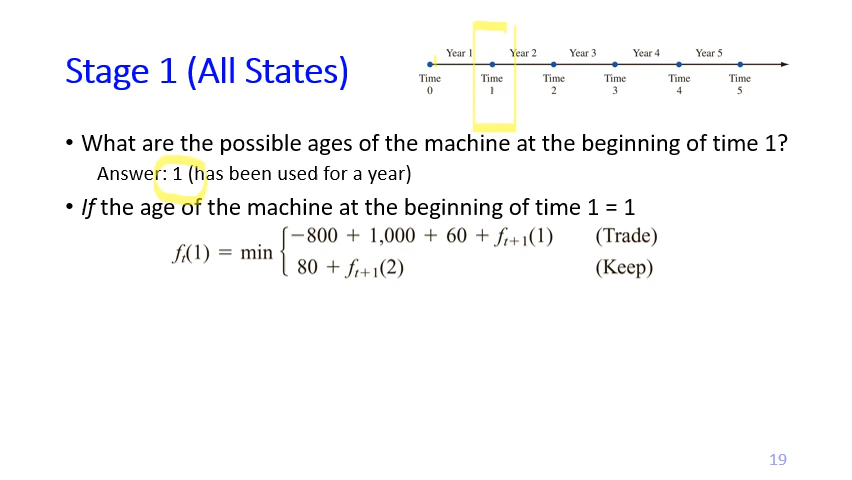 Stage 1 (All States)
Year 1 Year 2 Year 3 Year 4 Year 5
Time Time Time Time Time Time
0 1 2 3 4 5
• What are the possible ages of the machine at the beginning of time 1?
Answer: 1 (has been used for a year)
• If the age of the machine at the beginning of time 1 = 1
fₜ(1) = min { −800 + 1,000 + 60 + fₜ₊₁(1) (Trade)
80 + fₜ₊₁(2) (Keep)
19